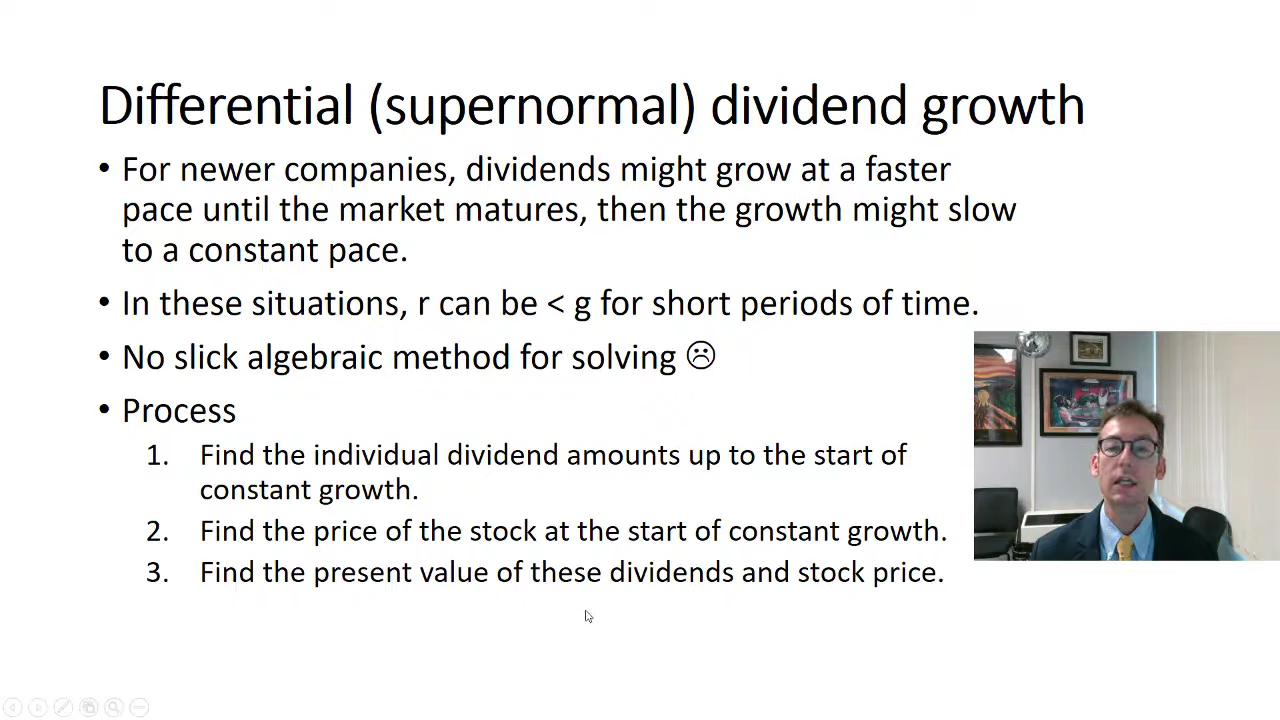 Differential (supernormal) dividend growth
• For newer companies, dividends might grow at a faster
pace until the market matures, then the growth might slow
to a constant pace.
• In these situations, r can be < g for short periods of time.
• No slick algebraic method for solving ☹
• Process
1. Find the individual dividend amounts up to the start of
constant growth.
2. Find the price of the stock at the start of constant growth.
3. Find the present value of these dividends and stock price.